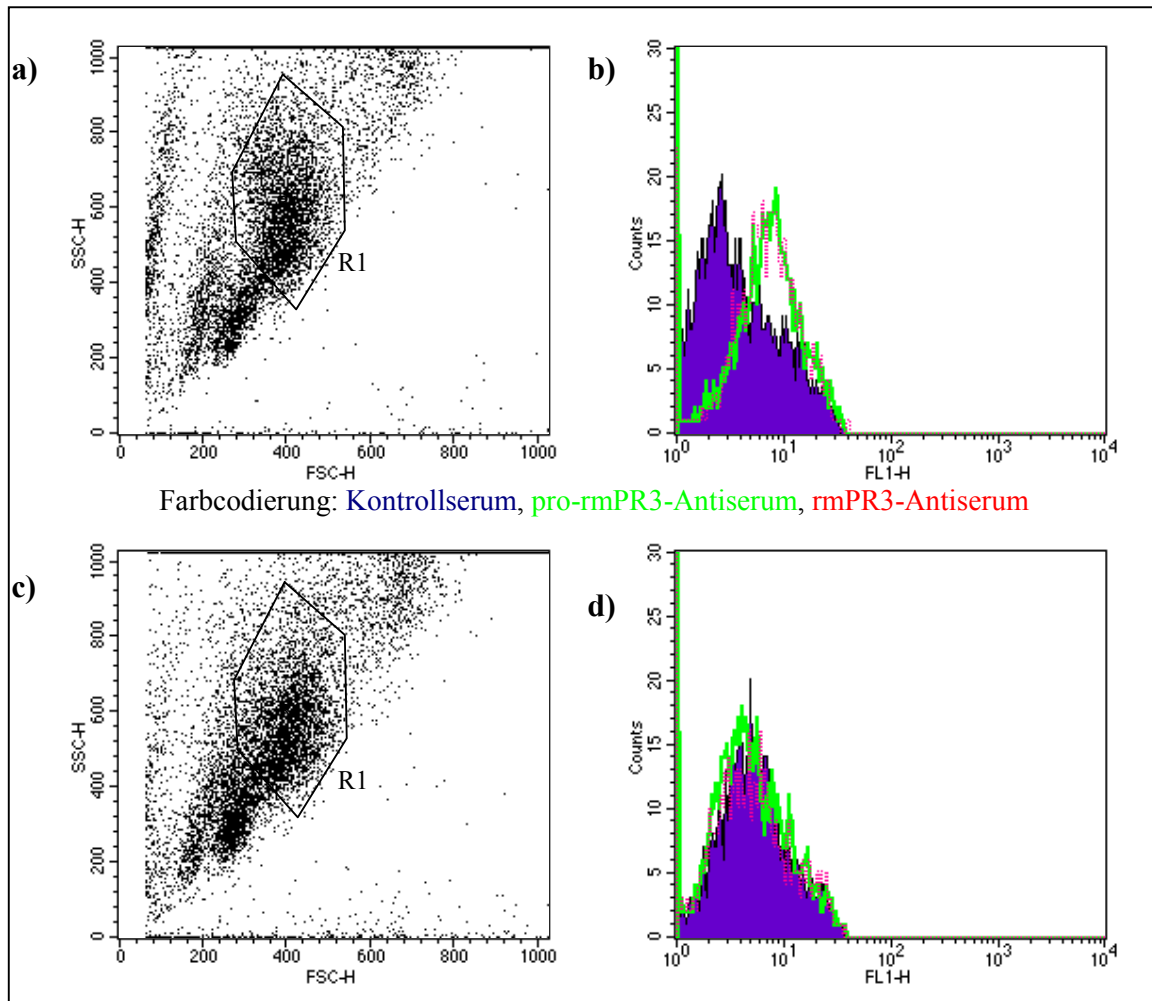 a)
1000
800
600
400
200
0
SSC-H
R1
0 200 400 600 800 1000
FSC-H
b)
30
25
20
15
10
5
0
Counts
10^0 10^1 10^2 10^3 10^4
FL1-H
Farbcodierung: Kontrollserum, pro-rmPR3-Antiserum, rmPR3-Antiserum
c)
1000
800
600
400
200
0
SSC-H
R1
0 200 400 600 800 1000
FSC-H
d)
30
25
20
15
10
5
0
Counts
10^0 10^1 10^2 10^3 10^4
FL1-H